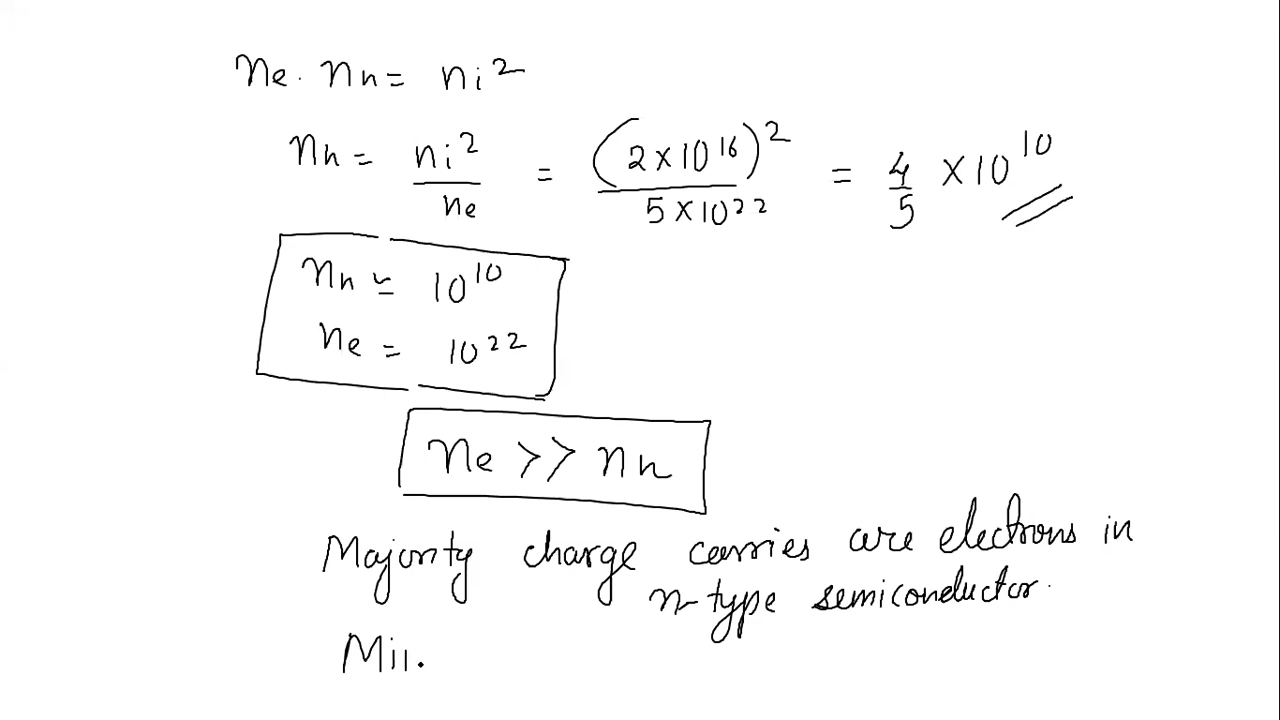 ne. nh = ni²
nh = ni²/ne = (2×10¹⁶)²/5×10²² = 4/5 ×10¹⁰
nh ≃ 10¹⁰
ne = 10²²
ne >> nh
Majority charge carries are electrons in
n-type semiconductor.
Mii.